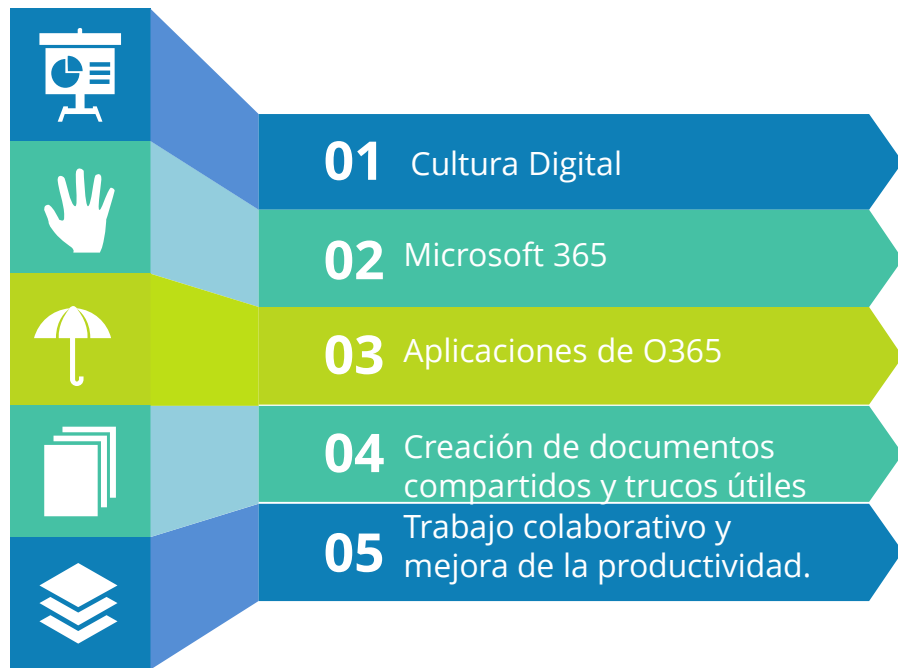 01 Cultura Digital
02 Microsoft 365
03 Aplicaciones de O365
04 Creación de documentos
compartidos y trucos útiles
05 Trabajo colaborativo y
mejora de la productividad.